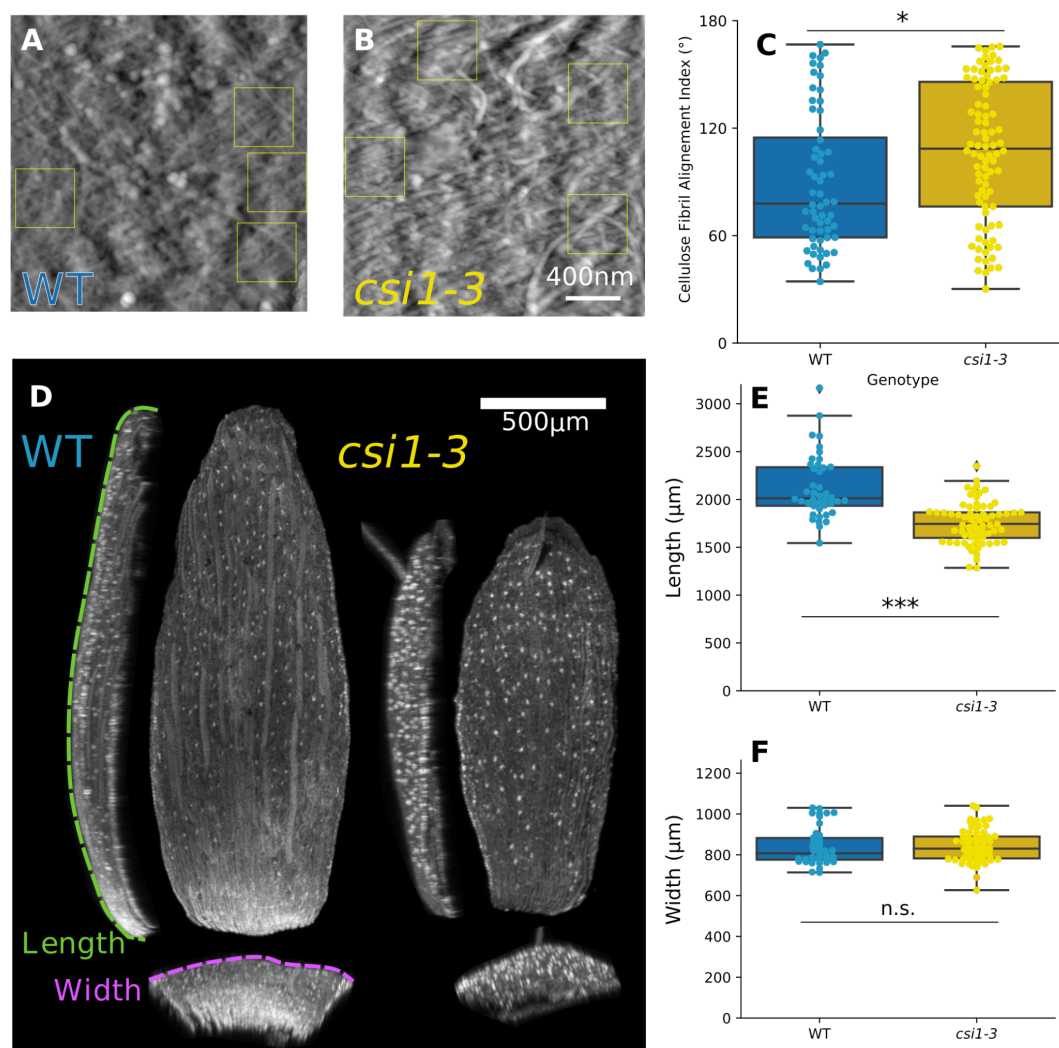 A
WT
B
csi1-3
400nm
C
*
Cellulose Fibril Alignement Index (°)
180
120
60
0
WT
csi1-3
Genotype
D
WT
csi1-3
500μm
Length
Width
E
***
Length (μm)
3000
2500
2000
1500
1000
500
0
WT
csi1-3
F
n.s.
Width (μm)
1200
1000
800
600
400
200
0
WT
csi1-3